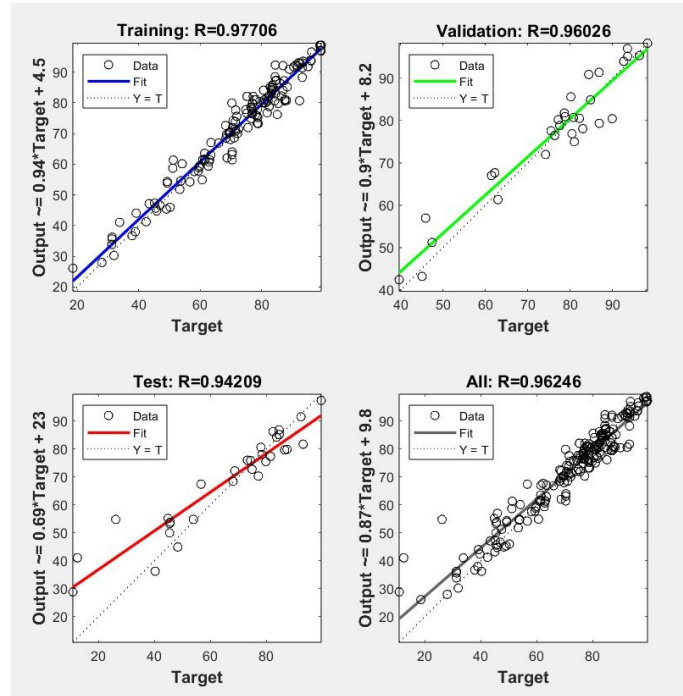 Training: R=0.97706
Output ~= 0.94*Target + 4.5
Data
Fit
Y = T
90
80
70
60
50
40
30
20
20 40 60 80
Target
Validation: R=0.96026
Output ~= 0.9*Target + 8.2
Data
Fit
Y = T
90
80
70
60
50
40
40 50 60 70 80 90
Target
Test: R=0.94209
Output ~= 0.69*Target + 23
Data
Fit
Y = T
90
80
70
60
50
40
30
20
20 40 60 80
Target
All: R=0.96246
Output ~= 0.87*Target + 9.8
Data
Fit
Y = T
90
80
70
60
50
40
30
20
20 40 60 80
Target